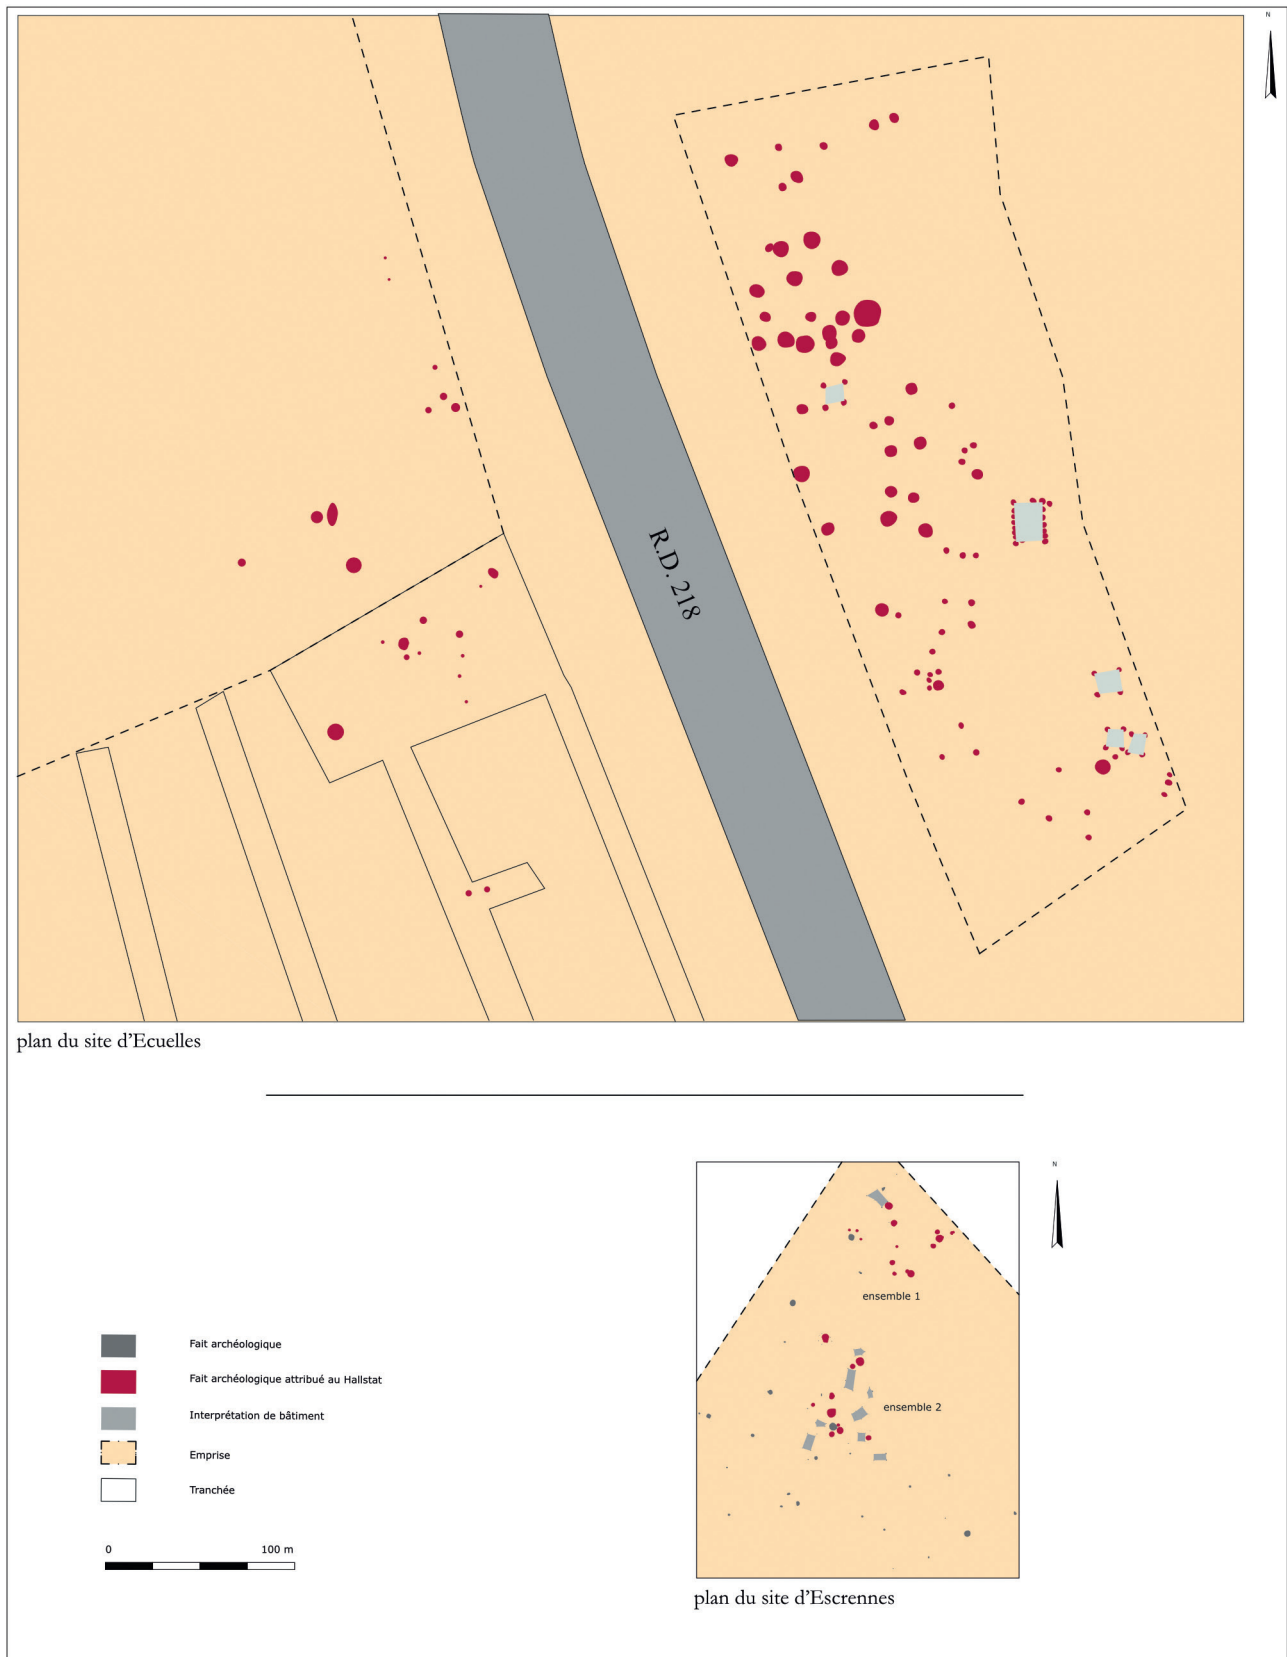 N
R.D. 218
plan du site d'Ecuelles
N
ensemble 1
ensemble 2
Fait archéologique
Fait archéologique attribué au Hallstat
Interprétation de bâtiment
Emprise
Tranchée
0 100 m
plan du site d'Escrennes